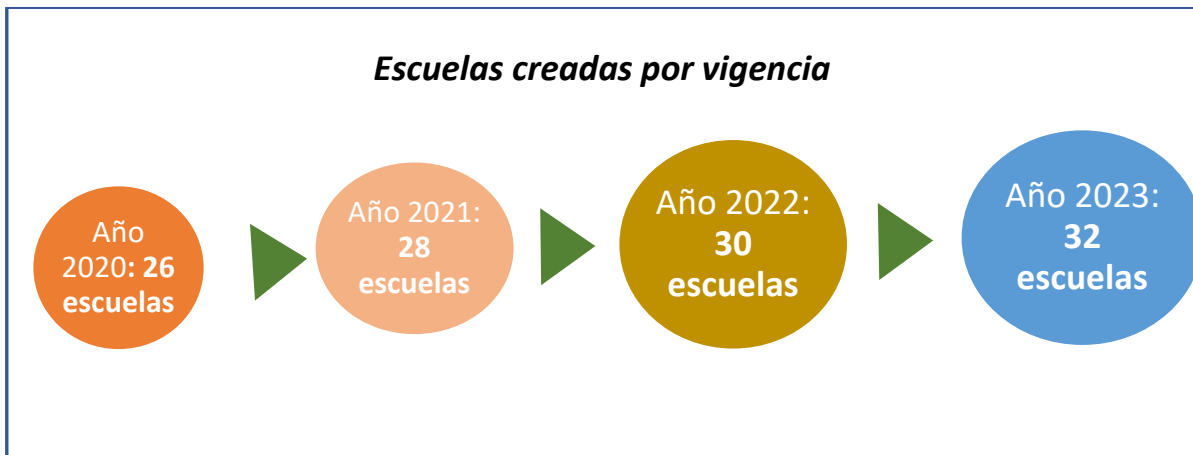 Escuelas creadas por vigencia
Año
2020: 26
escuelas
Año 2021:
28
escuelas
Año 2022:
30
escuelas
Año 2023:
32
escuelas